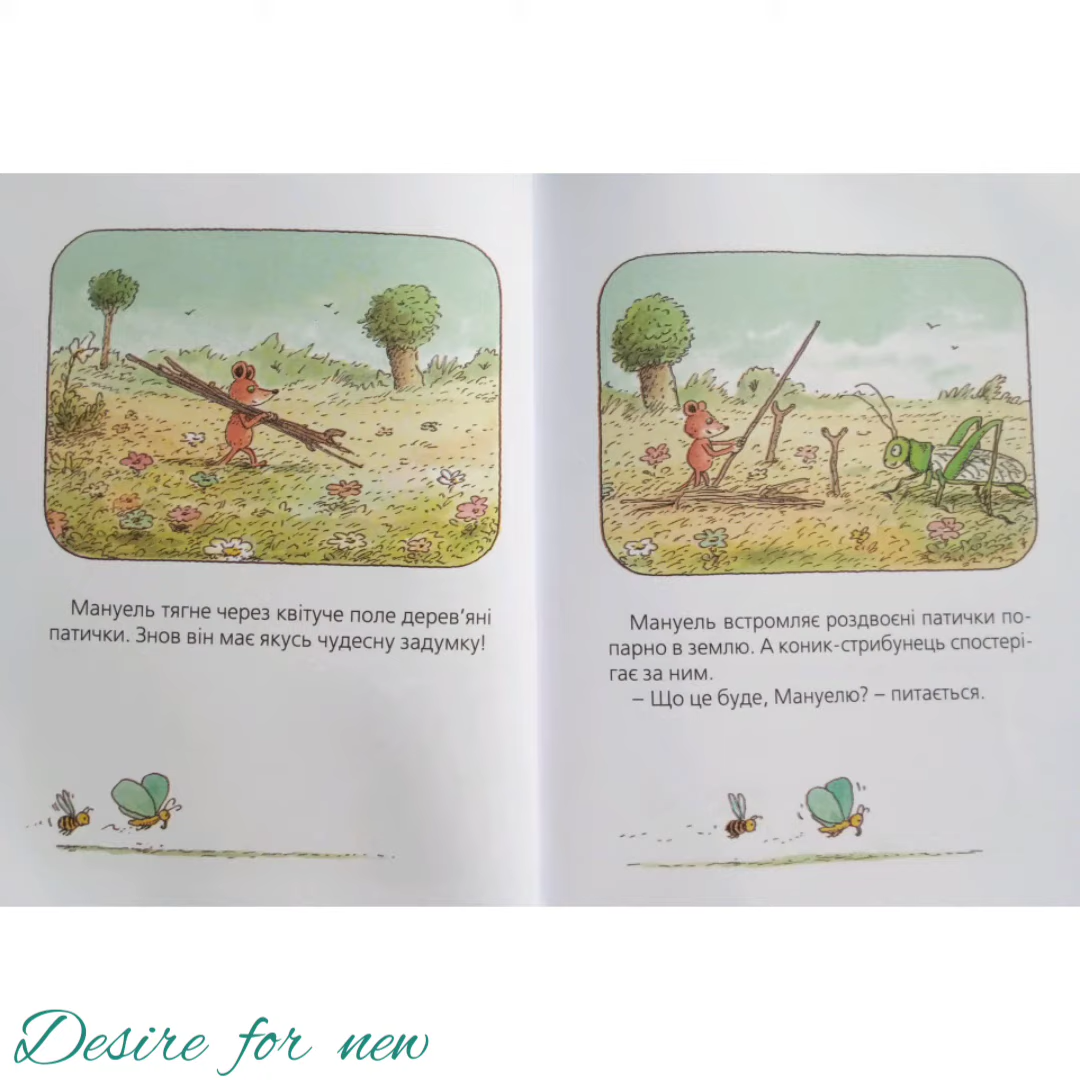 Мануель тягне через квітуче поле дерев’яні
патички. Знов він має якусь чудесну задумку!
Мануель встромляє роздвоєні патички по-
парно в землю. А коник-стрибунець спостері-
гає за ним.
– Що це буде, Мануелю? – питається.
Desire for new